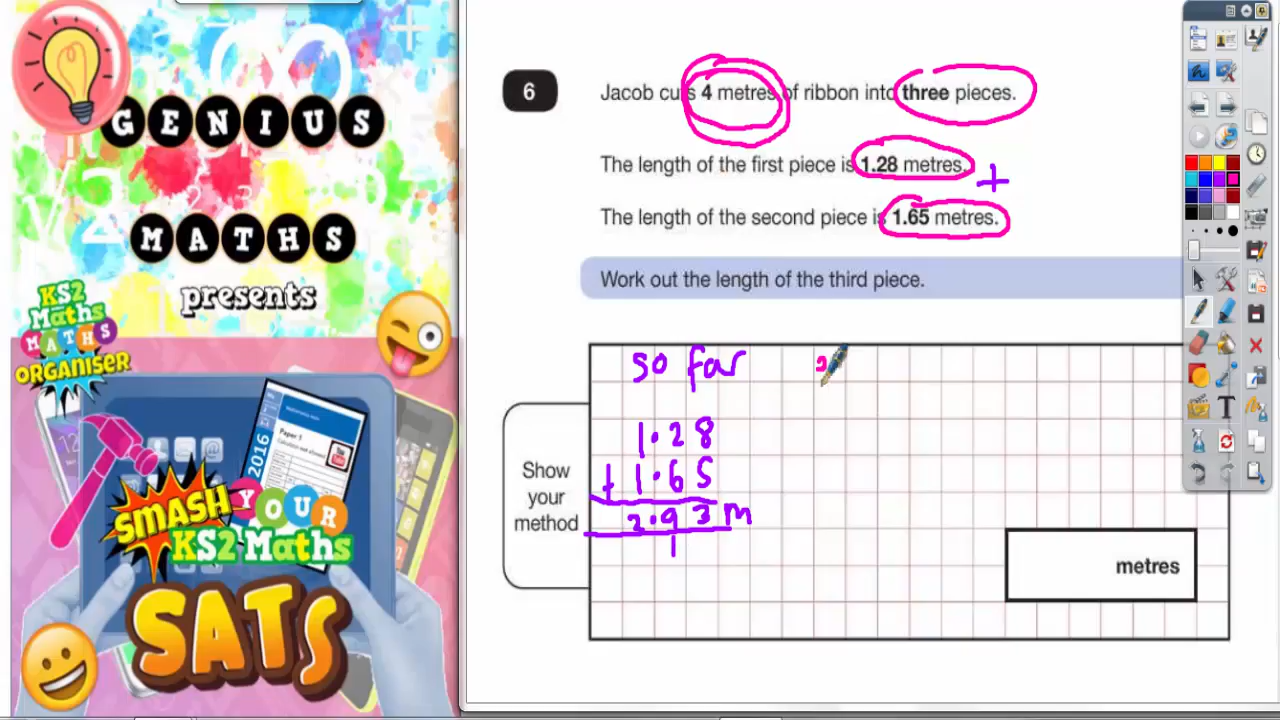 GENIUS
MATHS
presents
KS2
Maths
MATHS
ORGANISER
2016
Paper 1
SMASH YOUR
KS2 Maths
SATS
6
Jacob cuts 4 metres of ribbon into three pieces.
The length of the first piece is 1.28 metres.
+
The length of the second piece is 1.65 metres.
Work out the length of the third piece.
so far
1.28
+ 1.65
2.93 m
1
Show
your
method
metres